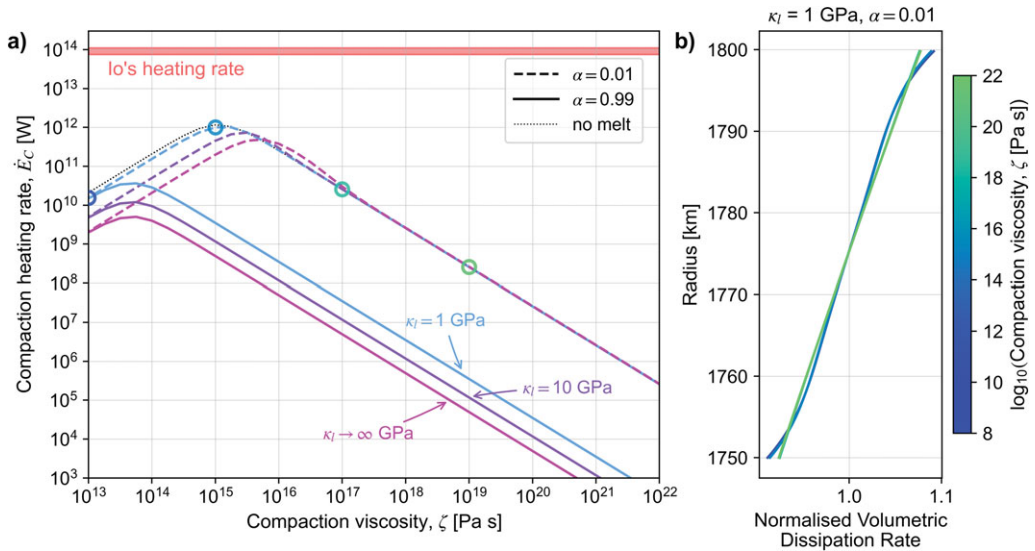 a)
Compaction heating rate, Ė_C [W]
10^14
10^13
10^12
10^11
10^10
10^9
10^8
10^7
10^6
10^5
10^4
10^3
Io's heating rate
α = 0.01
α = 0.99
no melt
κ_l = 1 GPa
κ_l = 10 GPa
κ_l → ∞ GPa
10^13 10^14 10^15 10^16 10^17 10^18 10^19 10^20 10^21 10^22
Compaction viscosity, ζ [Pa s]
b)
κ_l = 1 GPa, α = 0.01
Radius [km]
1800
1790
1780
1770
1760
1750
1.0 1.1
Normalised Volumetric
Dissipation Rate
22
20
18
16
14
12
10
8
log₁₀(Compaction viscosity, ζ [Pa s])